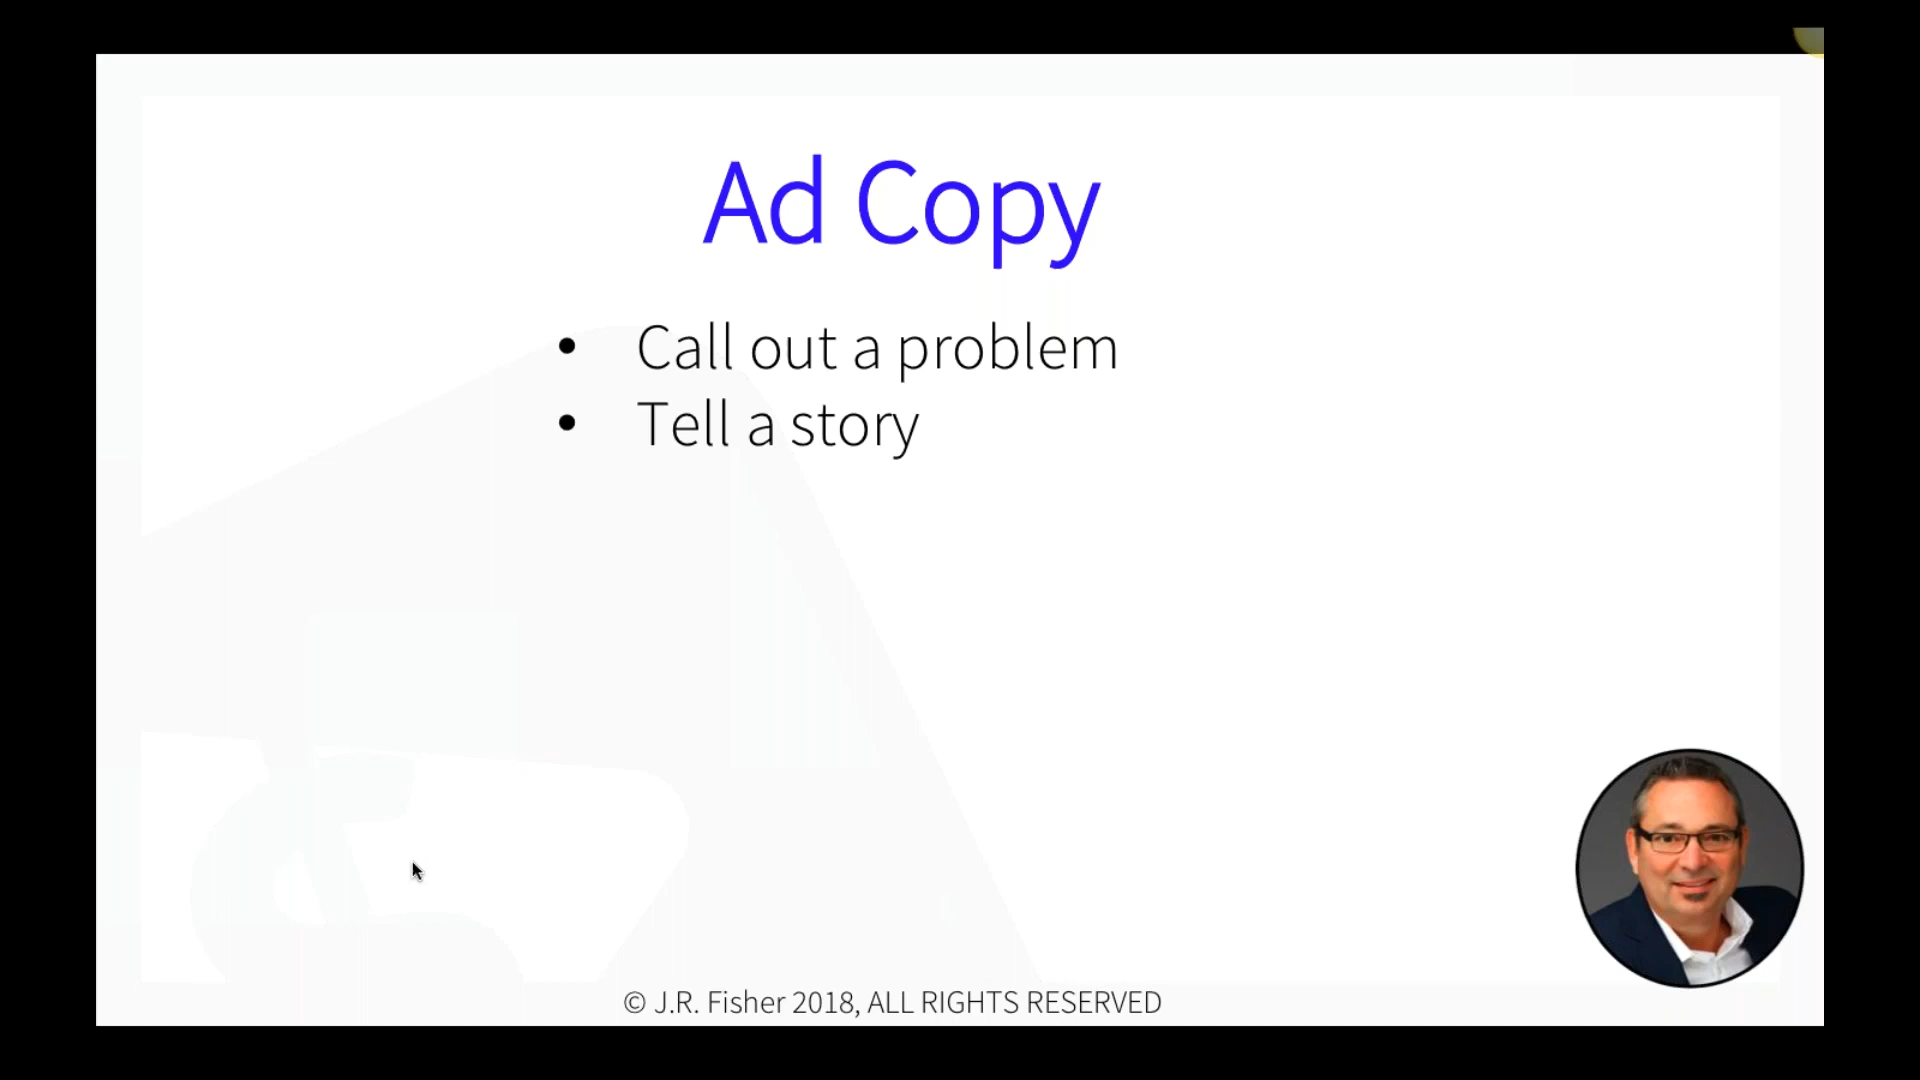 Ad Copy
• Call out a problem
• Tell a story
© J.R. Fisher 2018, ALL RIGHTS RESERVED